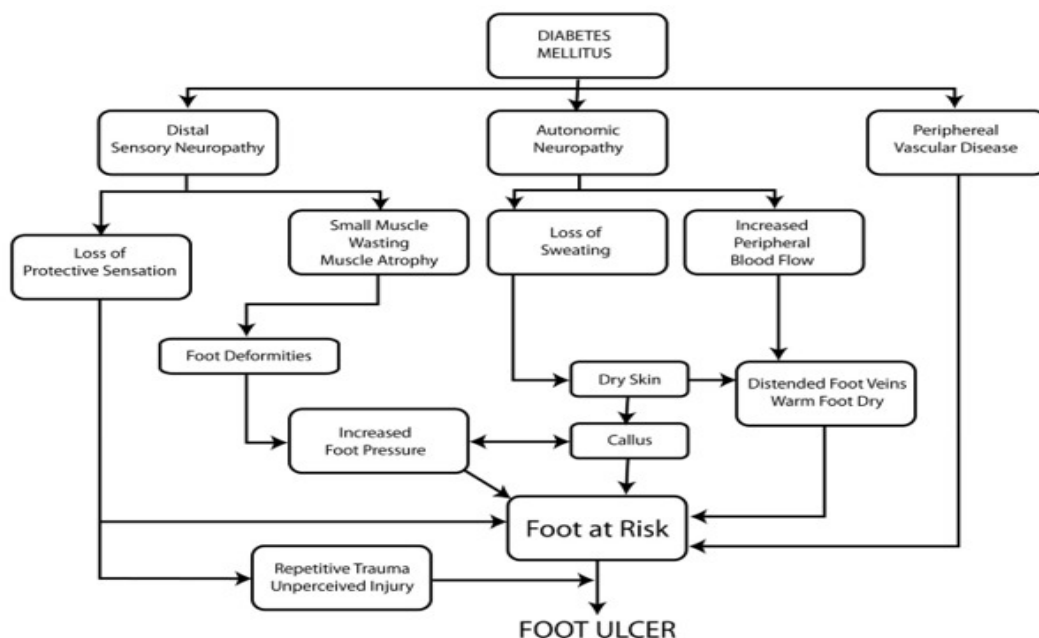 DIABETES
MELLITUS
Distal
Sensory Neuropathy
Autonomic
Neuropathy
Periphereal
Vascular Disease
Loss of
Protective Sensation
Small Muscle
Wasting
Muscle Atrophy
Loss of
Sweating
Increased
Peripheral
Blood Flow
Foot Deformities
Dry Skin
Distended Foot Veins
Warm Foot Dry
Increased
Foot Pressure
Callus
Foot at Risk
Repetitive Trauma
Unperceived Injury
FOOT ULCER